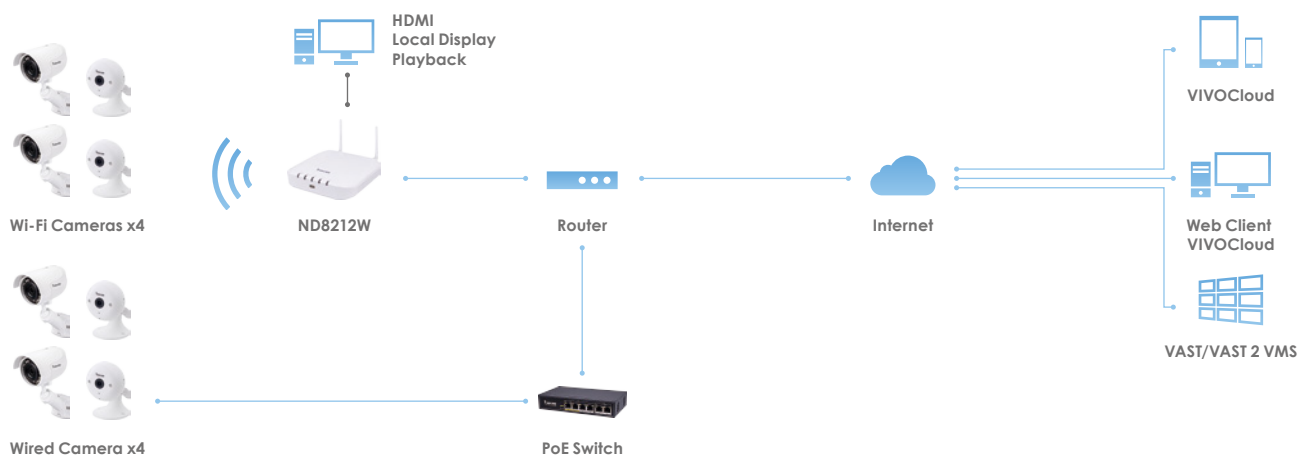 HDMI
Local Display
Playback
VIVOCloud
Wi-Fi Cameras x4
ND8212W
Router
Internet
Web Client
VIVOCloud
VAST/VAST 2 VMS
Wired Camera x4
PoE Switch